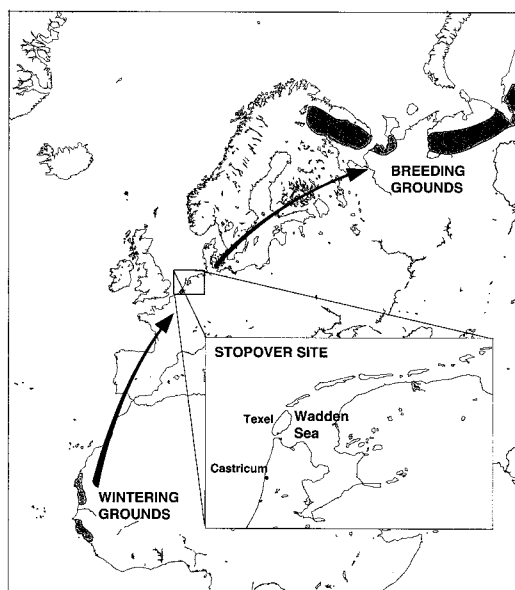 BREEDING
GROUNDS
STOPOVER SITE
Texel
Wadden
Sea
Castricum
WINTERING
GROUNDS